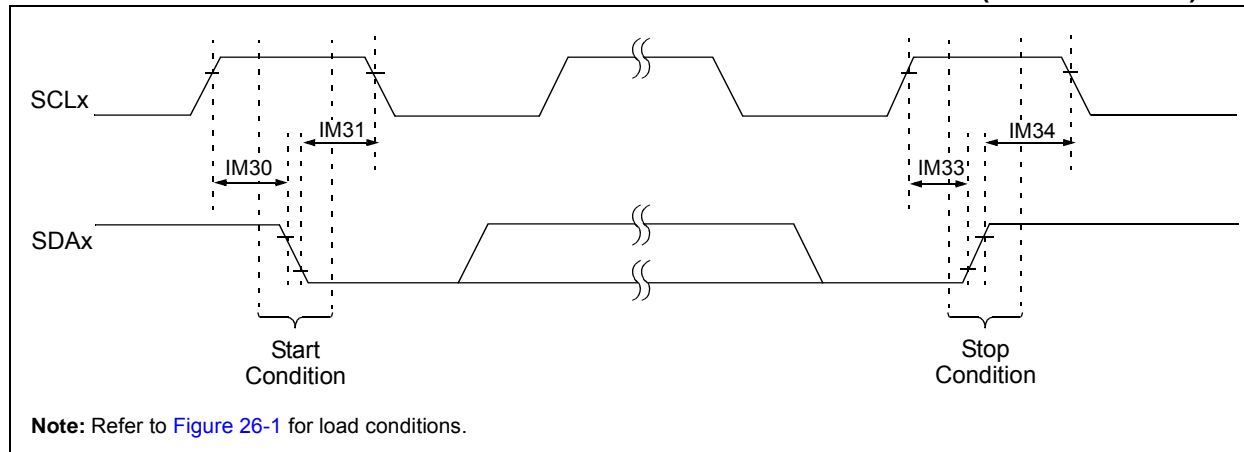 SCLx
IM31
IM34
IM30
IM33
SDAx
Start
Condition
Stop
Condition
Note: Refer to Figure 26-1 for load conditions.